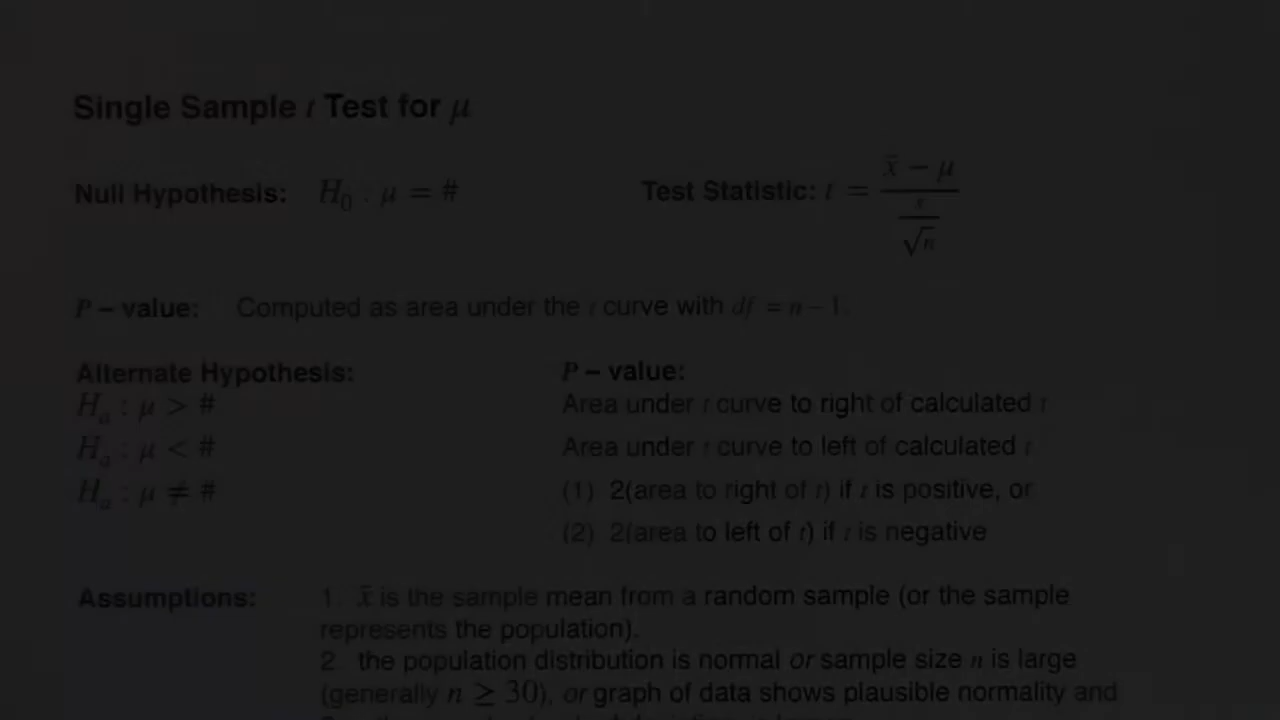 Single Sample t Test for μ
Null Hypothesis: H₀ : μ = #
Test Statistic: t = (x̄ − μ) / (s / √n)
P – value: Computed as area under the t curve with df = n – 1.
Alternate Hypothesis: P – value:
Hₐ : μ > # Area under t curve to right of calculated t
Hₐ : μ < # Area under t curve to left of calculated t
Hₐ : μ ≠ # (1) 2(area to right of t) if t is positive, or
(2) 2(area to left of t) if t is negative
Assumptions: 1. x̄ is the sample mean from a random sample (or the sample
represents the population).
2. the population distribution is normal or sample size n is large
(generally n ≥ 30), or graph of data shows plausible normality and